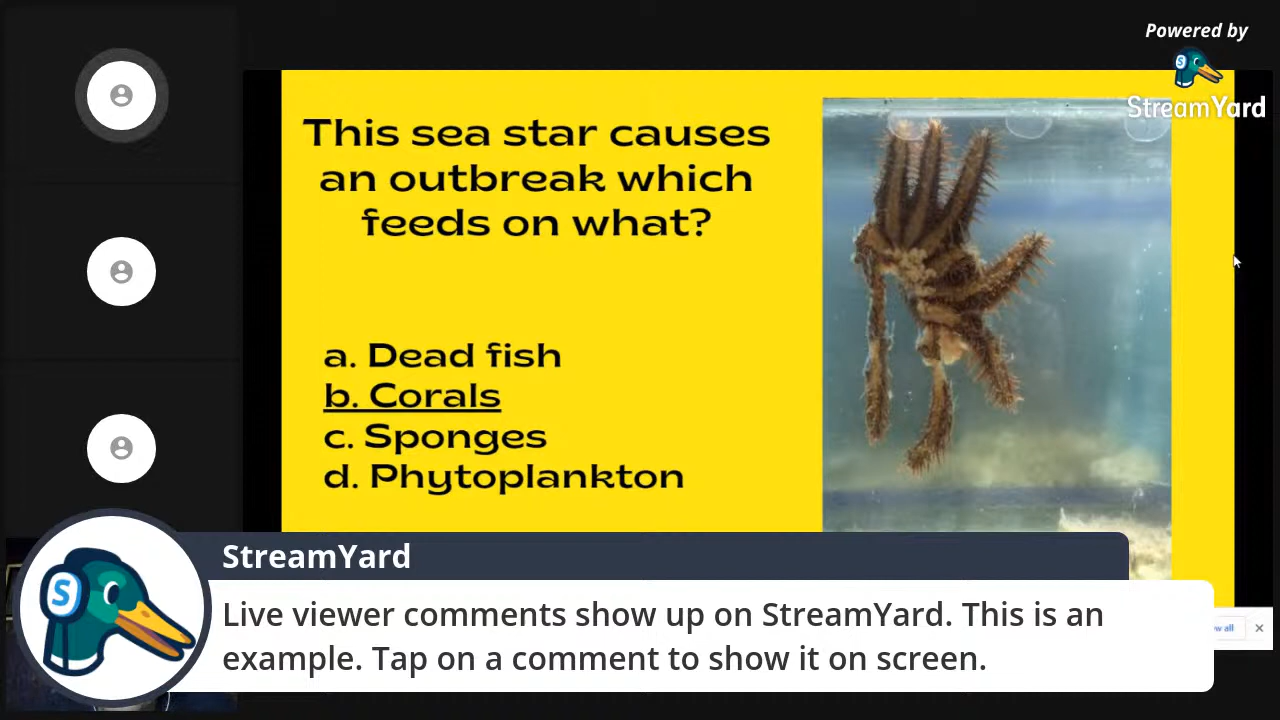 Powered by
StreamYard
This sea star causes
an outbreak which
feeds on what?
a. Dead fish
b. Corals
c. Sponges
d. Phytoplankton
S
StreamYard
Live viewer comments show up on StreamYard. This is an
example. Tap on a comment to show it on screen.
all